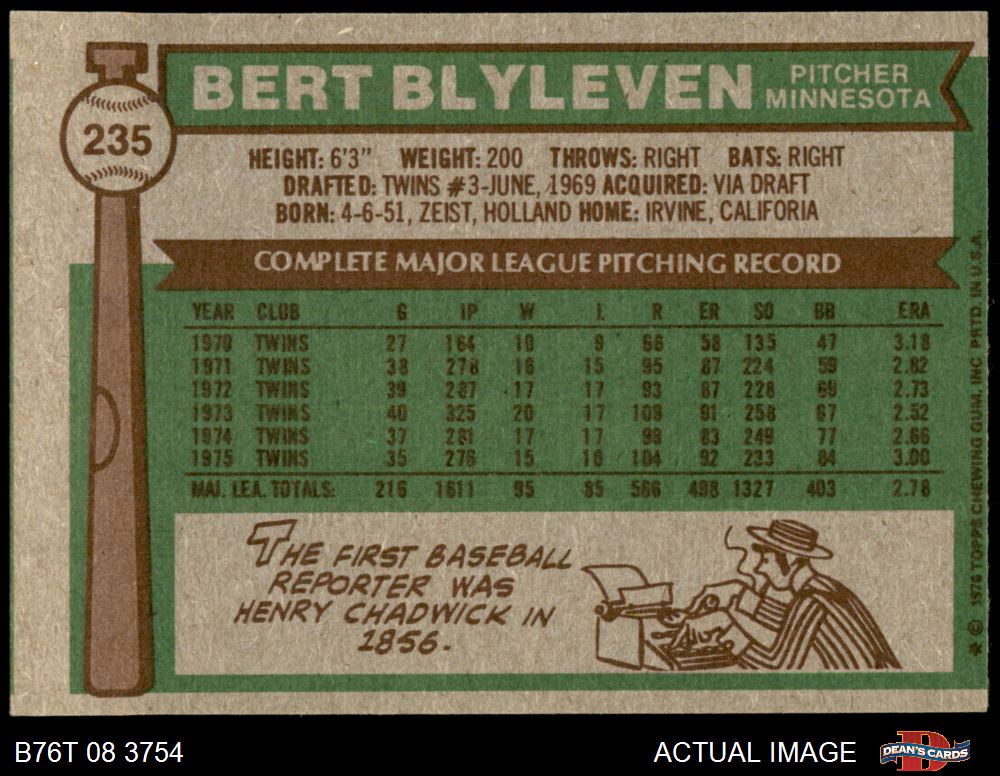 BERT BLYLEVEN
PITCHER
MINNESOTA
235
HEIGHT: 6'3" WEIGHT: 200 THROWS: RIGHT BATS: RIGHT
DRAFTED: TWINS #3-JUNE, 1969 ACQUIRED: VIA DRAFT
BORN: 4-6-51, ZEIST, HOLLAND HOME: IRVINE, CALIFORIA
COMPLETE MAJOR LEAGUE PITCHING RECORD
YEAR CLUB G IP W L R ER SO BB ERA
1970 TWINS 27 164 10 9 66 58 135 47 3.18
1971 TWINS 38 278 16 15 95 87 224 59 2.82
1972 TWINS 39 287 17 17 93 87 228 69 2.73
1973 TWINS 40 325 20 17 109 91 258 67 2.52
1974 TWINS 37 281 17 17 99 83 249 77 2.66
1975 TWINS 35 276 15 10 104 92 233 84 3.00
MAJ. LEA. TOTALS: 216 1611 95 85 566 498 1327 403 2.78
THE FIRST BASEBALL
REPORTER WAS
HENRY CHADWICK IN
1856.
* © 1976 TOPPS CHEWING GUM, INC. PRTD. IN U.S.A.
B76T 08 3754
ACTUAL IMAGE
D
DEAN'S CARDS